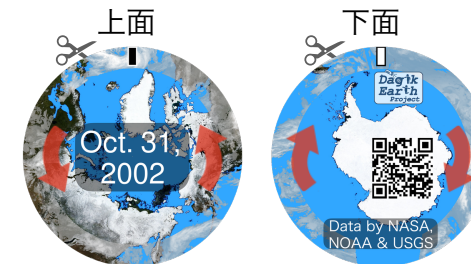 上面
下面
Oct. 31,
2002
Dagik
Earth
Project
Data by NASA,
NOAA & USGS